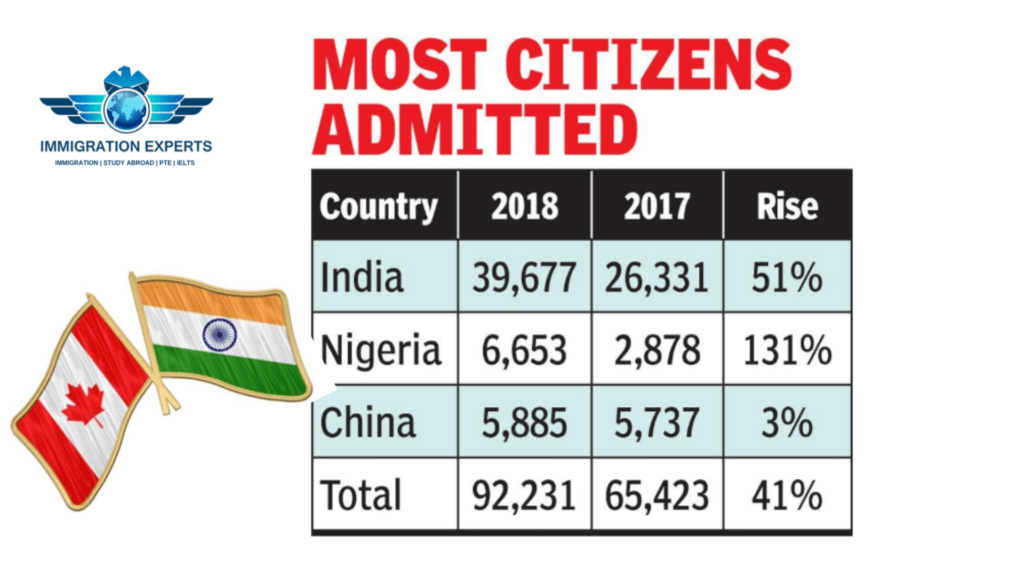 IMMIGRATION EXPERTS
IMMIGRATION | STUDY ABROAD | PTE | IELTS
MOST CITIZENS
ADMITTED
Country 2018 2017 Rise
India 39,677 26,331 51%
Nigeria 6,653 2,878 131%
China 5,885 5,737 3%
Total 92,231 65,423 41%